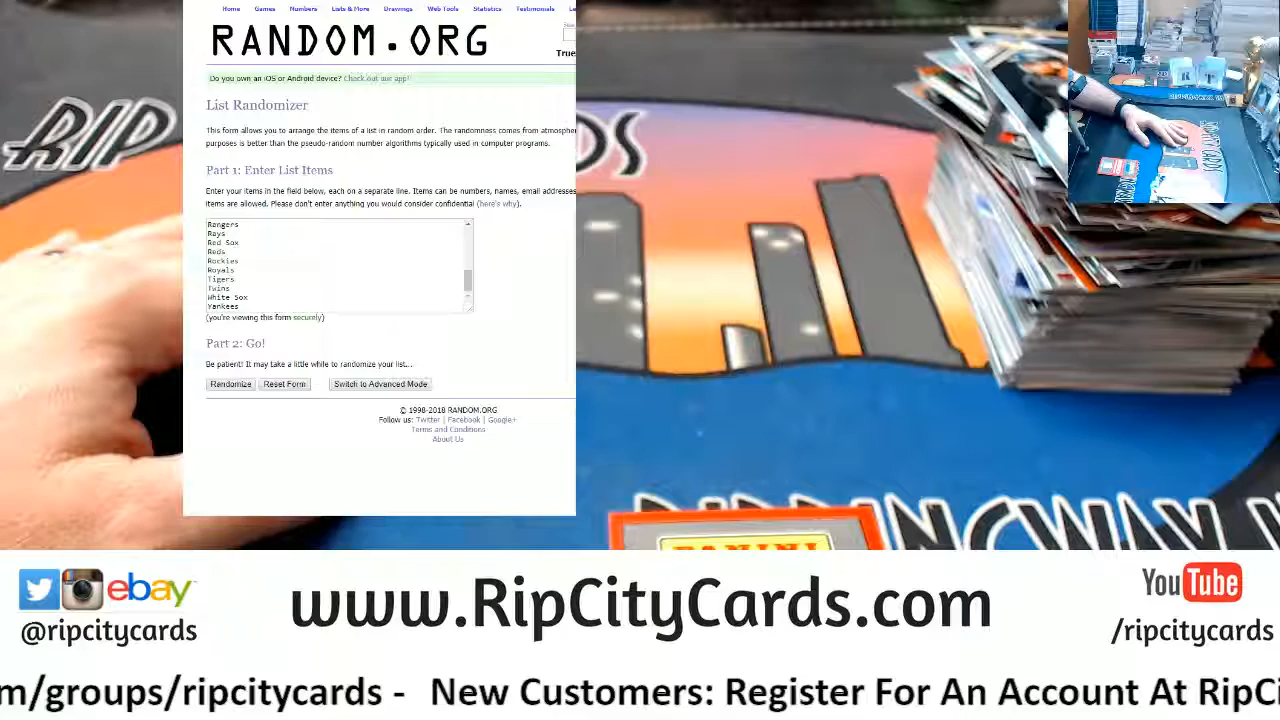 Home Games Numbers Lists & More Drawings Web Tools Statistics Testimonials
RANDOM.ORG
True
Do you own an iOS or Android device? Check out our app!
List Randomizer
This form allows you to arrange the items of a list in random order. The randomness comes from atmospher
purposes is better than the pseudo-random number algorithms typically used in computer programs.
Part 1: Enter List Items
Enter your items in the field below, each on a separate line. Items can be numbers, names, email addresses
items are allowed. Please don't enter anything you would consider confidential (here's why).
Rangers
Rays
Red Sox
Reds
Rockies
Royals
Tigers
Twins
White Sox
Yankees
(you're viewing this form securely)
Part 2: Go!
Be patient! It may take a little while to randomize your list...
Randomize Reset Form Switch to Advanced Mode
© 1998-2018 RANDOM.ORG
Follow us: Twitter | Facebook | Google+
Terms and Conditions
About Us
RIP
DS
PANINI
ebay
@ripcitycards
www.RipCityCards.com
YouTube
/ripcitycards
m/groups/ripcitycards - New Customers: Register For An Account At RipCi